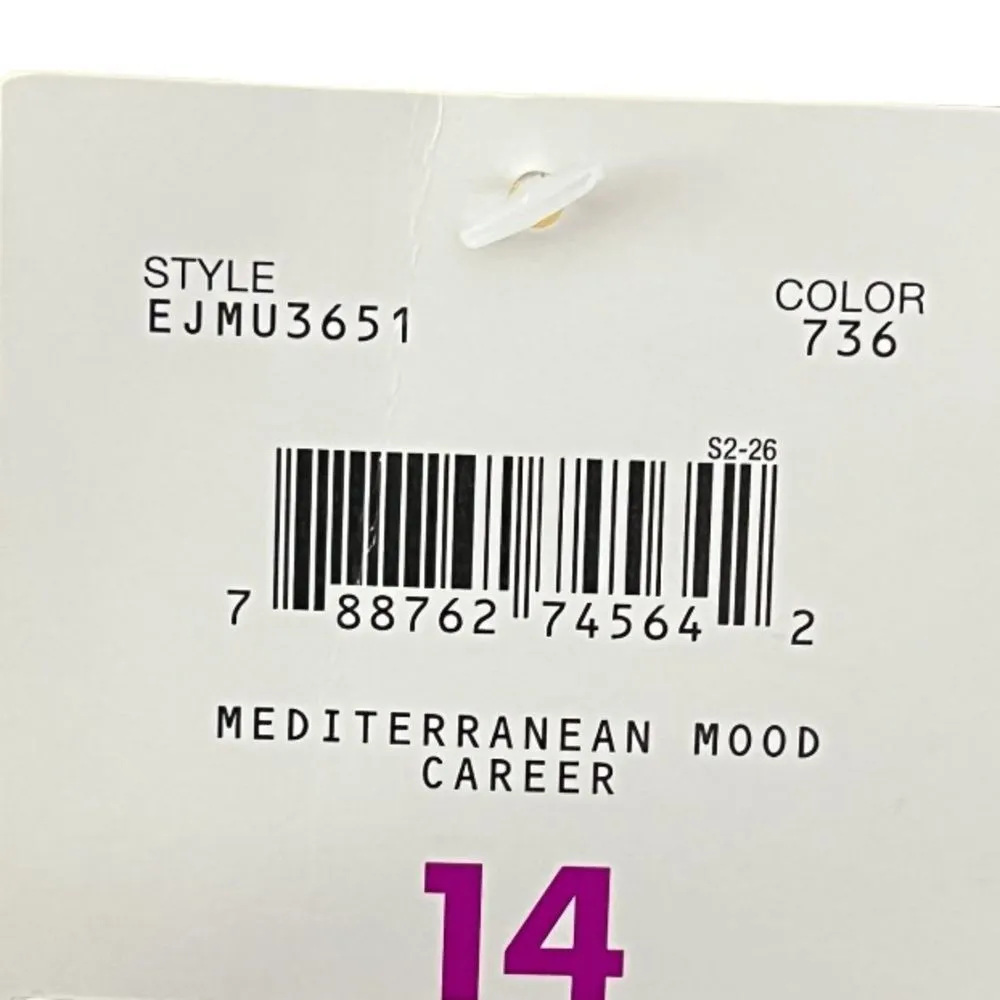 STYLE
EJMU3651
COLOR
736
S2-26
7 88762 74564 2
MEDITERRANEAN MOOD
CAREER
14